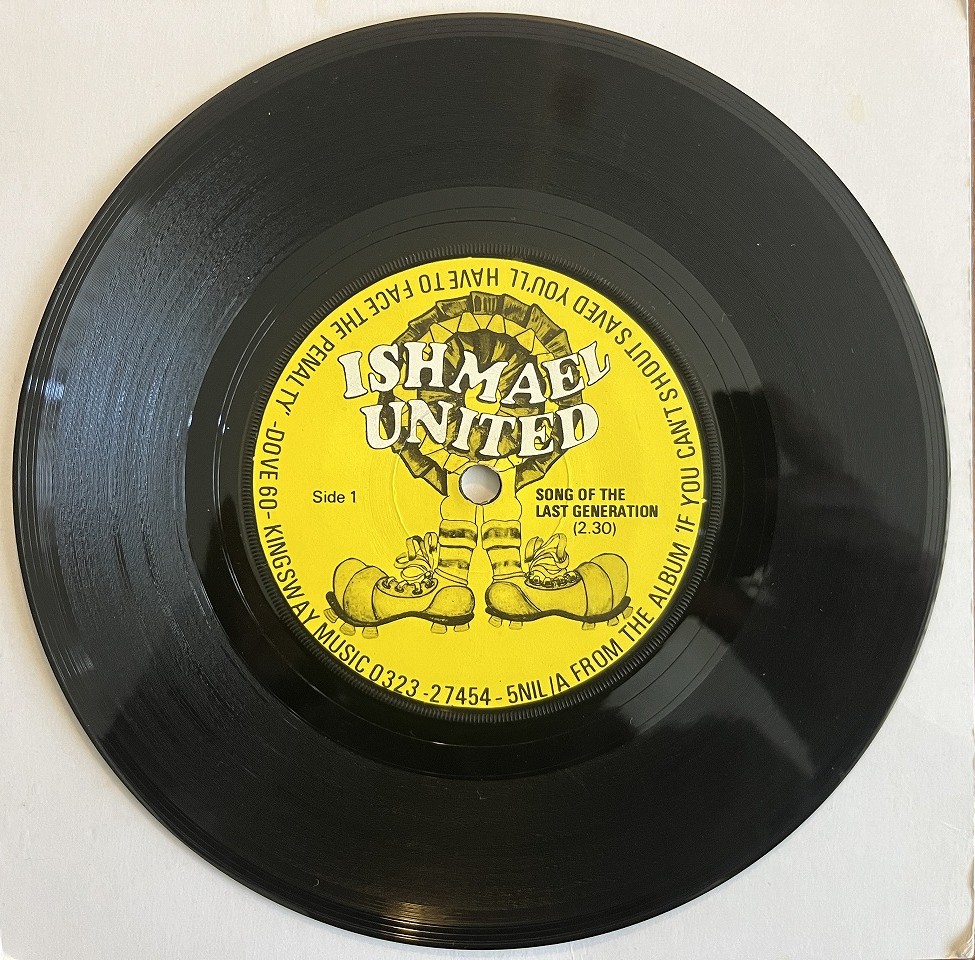 ISHMAEL
UNITED
Side 1
SONG OF THE
LAST GENERATION
(2.30)
FROM THE ALBUM 'IF YOU CAN'T SHOUT SAVED YOU'LL HAVE TO FACE THE PENALTY' -DOVE 60- KINGSWAY MUSIC 0323-27454 - 5NIL/A